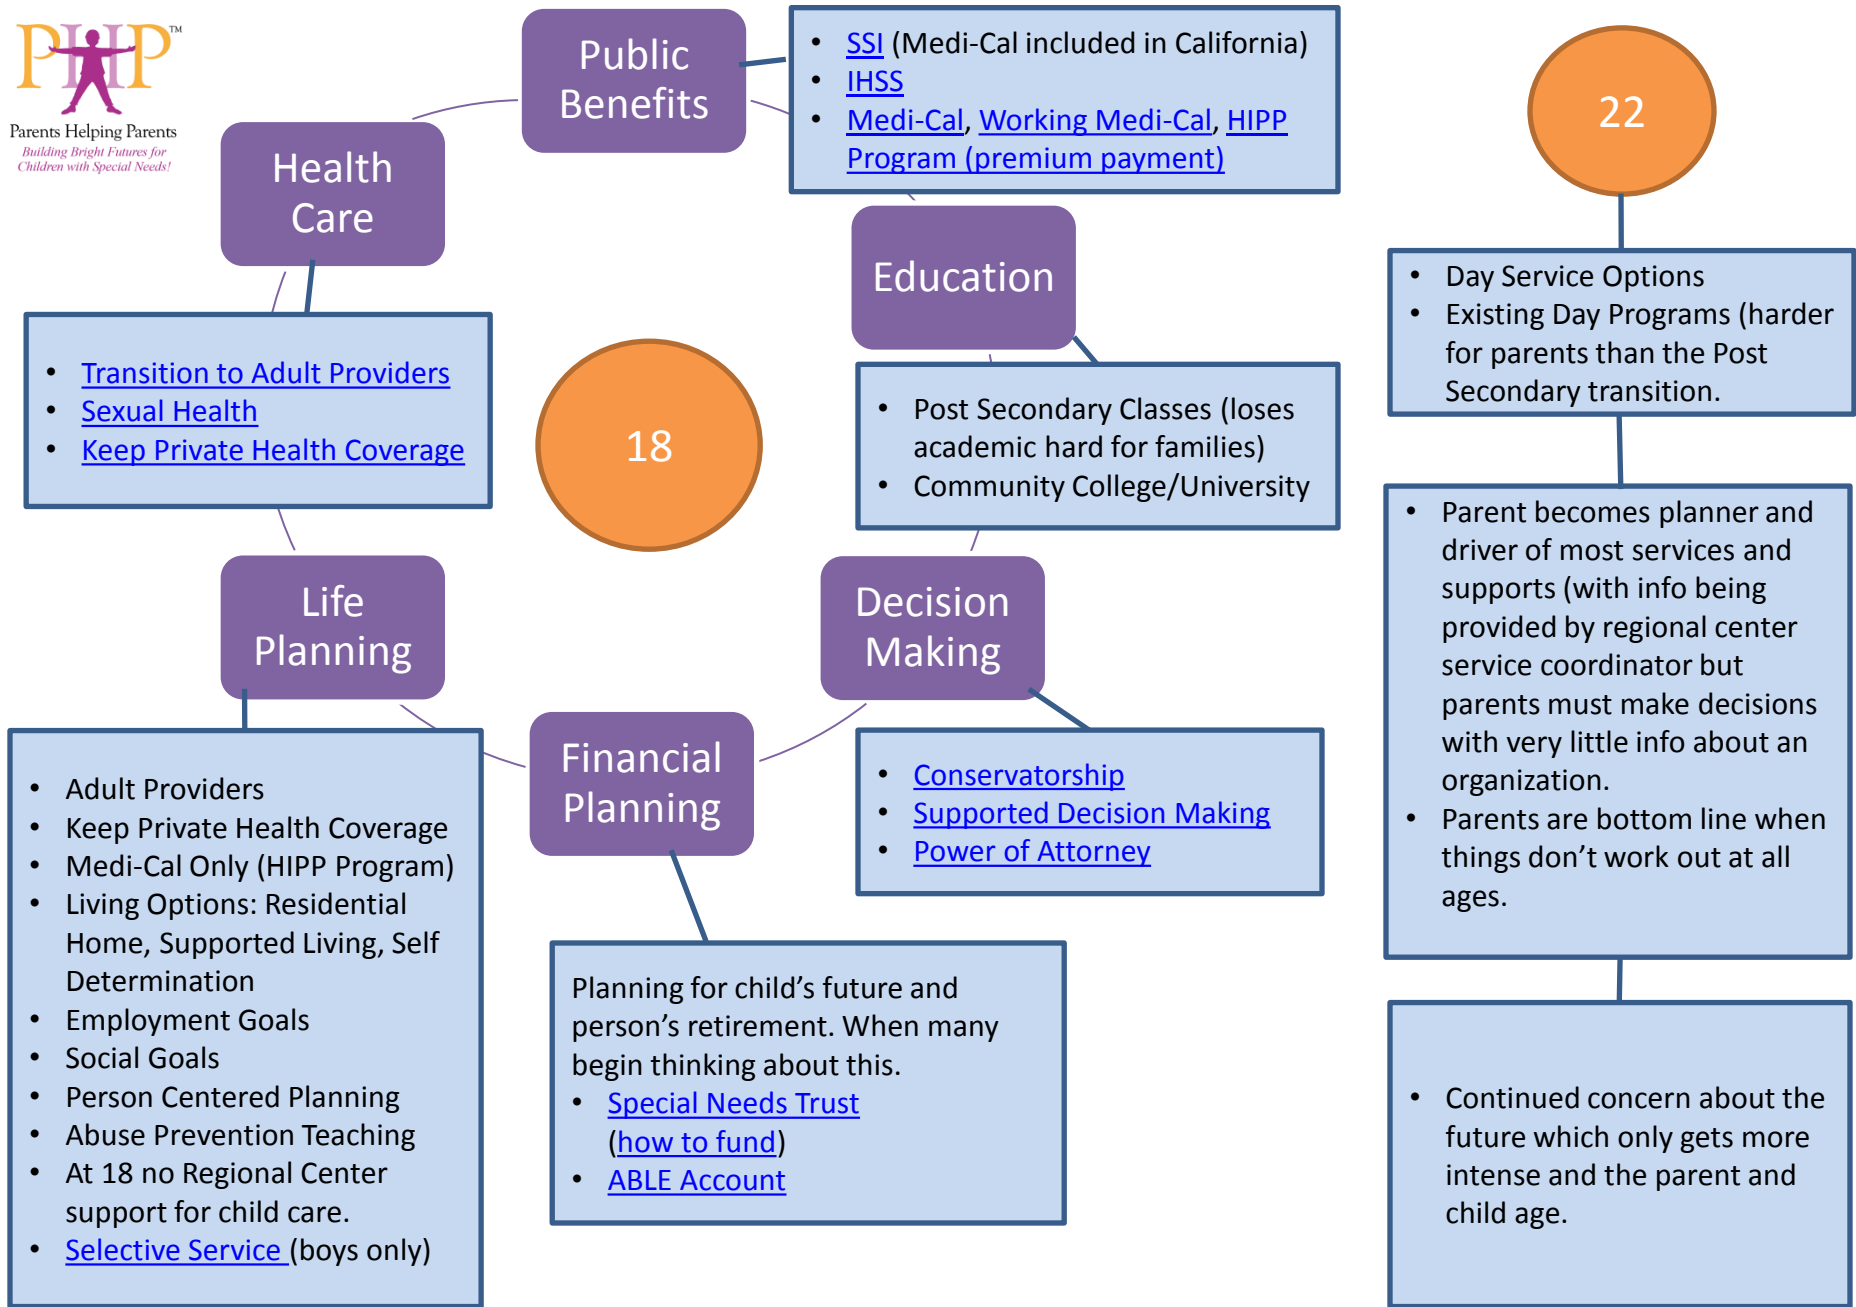 PHP™
Parents Helping Parents
Building Bright Futures for
Children with Special Needs!
Public
Benefits
• SSI (Medi-Cal included in California)
• IHSS
• Medi-Cal, Working Medi-Cal, HIPP
Program (premium payment)
Health
Care
• Transition to Adult Providers
• Sexual Health
• Keep Private Health Coverage
18
Education
• Post Secondary Classes (loses
academic hard for families)
• Community College/University
Life
Planning
• Adult Providers
• Keep Private Health Coverage
• Medi-Cal Only (HIPP Program)
• Living Options: Residential
Home, Supported Living, Self
Determination
• Employment Goals
• Social Goals
• Person Centered Planning
• Abuse Prevention Teaching
• At 18 no Regional Center
support for child care.
• Selective Service (boys only)
Financial
Planning
Planning for child’s future and
person’s retirement. When many
begin thinking about this.
• Special Needs Trust
(how to fund)
• ABLE Account
Decision
Making
• Conservatorship
• Supported Decision Making
• Power of Attorney
22
• Day Service Options
• Existing Day Programs (harder
for parents than the Post
Secondary transition.
• Parent becomes planner and
driver of most services and
supports (with info being
provided by regional center
service coordinator but
parents must make decisions
with very little info about an
organization.
• Parents are bottom line when
things don’t work out at all
ages.
• Continued concern about the
future which only gets more
intense and the parent and
child age.